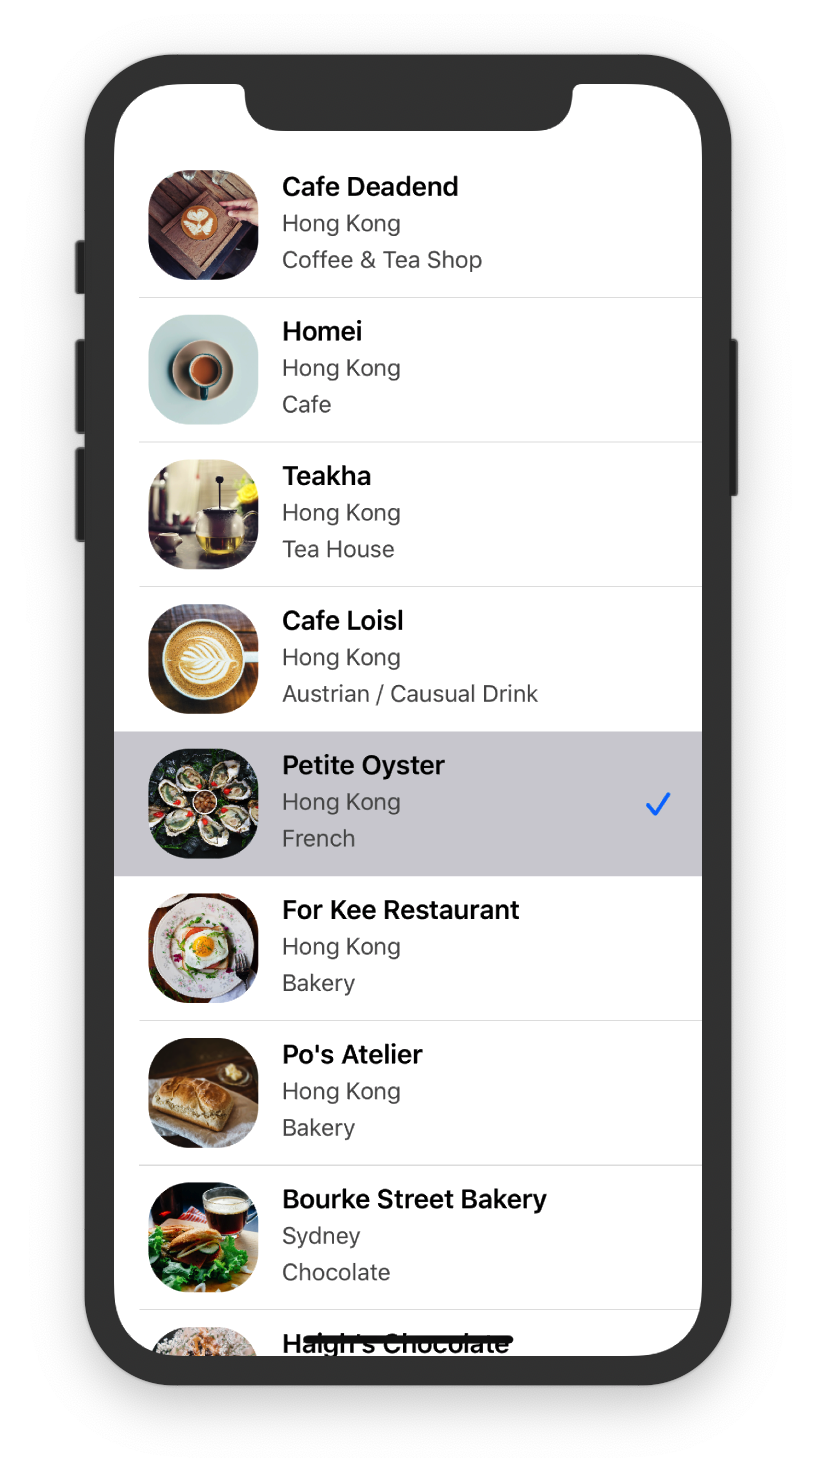 Cafe Deadend
Hong Kong
Coffee & Tea Shop
Homei
Hong Kong
Cafe
Teakha
Hong Kong
Tea House
Cafe Loisl
Hong Kong
Austrian / Causual Drink
Petite Oyster
Hong Kong
French
For Kee Restaurant
Hong Kong
Bakery
Po's Atelier
Hong Kong
Bakery
Bourke Street Bakery
Sydney
Chocolate
Haigh's Chocolate